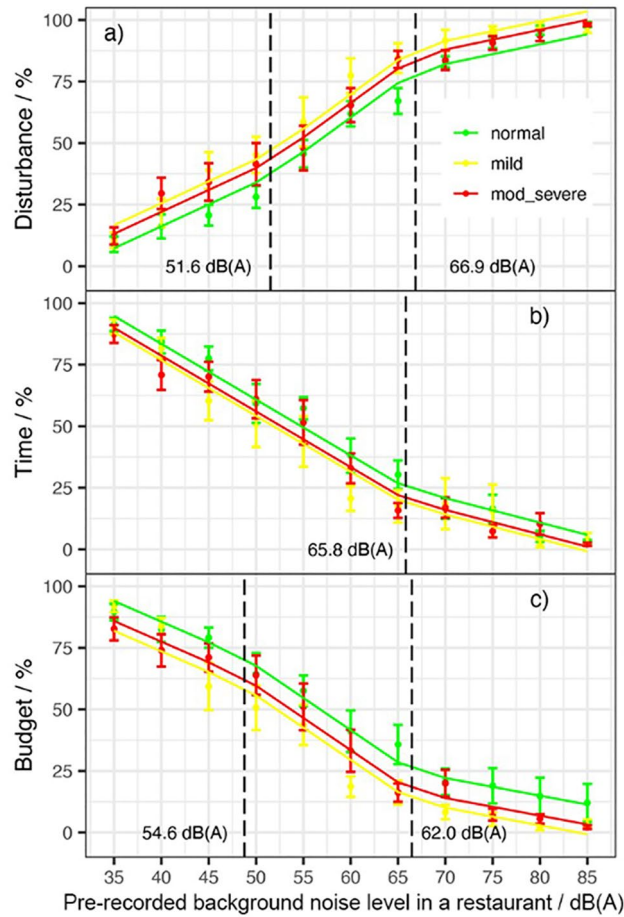 a)
Disturbance / %
100
75
50
25
0
normal
mild
mod_severe
51.6 dB(A)
66.9 dB(A)
b)
Time / %
100
75
50
25
0
65.8 dB(A)
c)
Budget / %
100
75
50
25
0
54.6 dB(A)
62.0 dB(A)
35 40 45 50 55 60 65 70 75 80 85
Pre-recorded background noise level in a restaurant / dB(A)